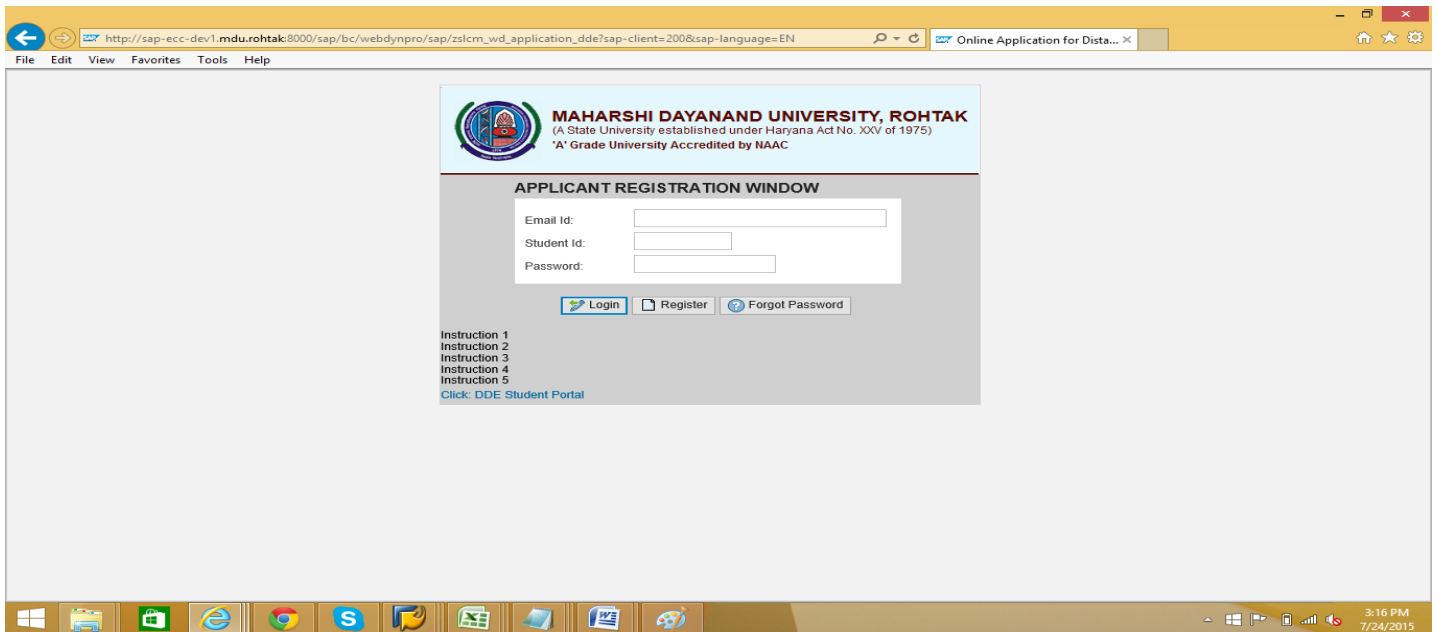 http://sap-ecc-dev1.mdu.rohtak:8000/sap/bc/webdynpro/sap/zslcm_wd_application_dde?sap-client=200&sap-language=EN
Online Application for Dista...
File Edit View Favorites Tools Help
MAHARSHI DAYANAND UNIVERSITY, ROHTAK
(A State University established under Haryana Act No. XXV of 1975)
'A' Grade University Accredited by NAAC
APPLICANT REGISTRATION WINDOW
Email Id:
Student Id:
Password:
Login Register Forgot Password
Instruction 1
Instruction 2
Instruction 3
Instruction 4
Instruction 5
Click: DDE Student Portal
3:16 PM
7/24/2015